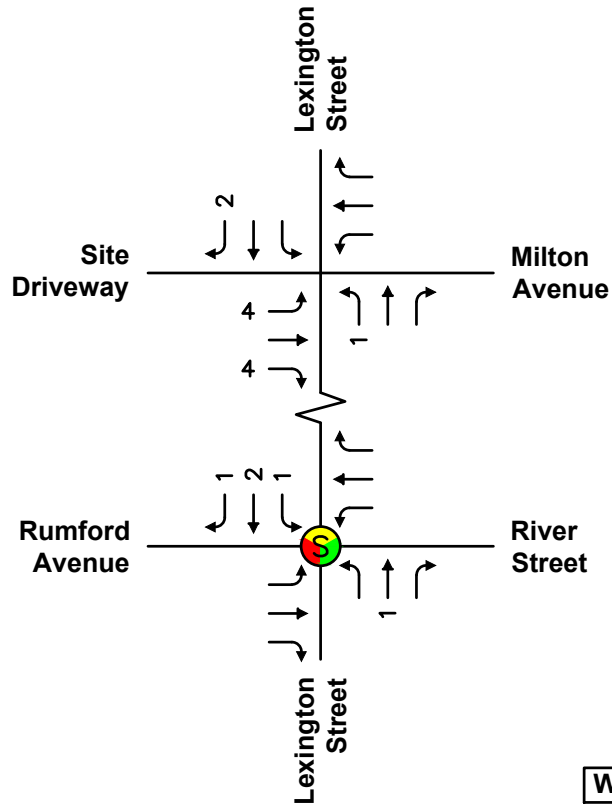 Lexington
Street
2
Site
Driveway
Milton
Avenue
4
4
1
1 2 1
Rumford
Avenue
S
River
Street
1
Lexington
Street
W